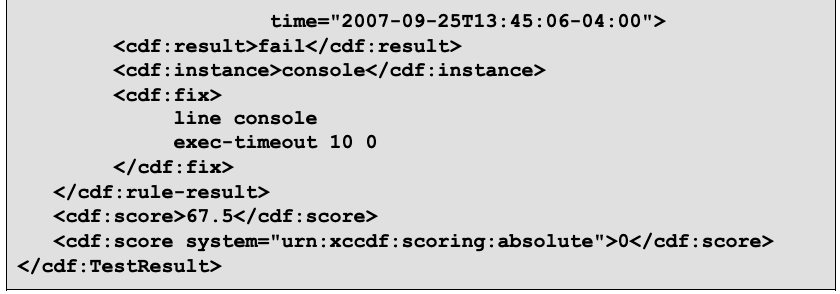 time="2007-09-25T13:45:06-04:00">
<cdf:result>fail</cdf:result>
<cdf:instance>console</cdf:instance>
<cdf:fix>
line console
exec-timeout 10 0
</cdf:fix>
</cdf:rule-result>
<cdf:score>67.5</cdf:score>
<cdf:score system="urn:xccdf:scoring:absolute">0</cdf:score>
</cdf:TestResult>